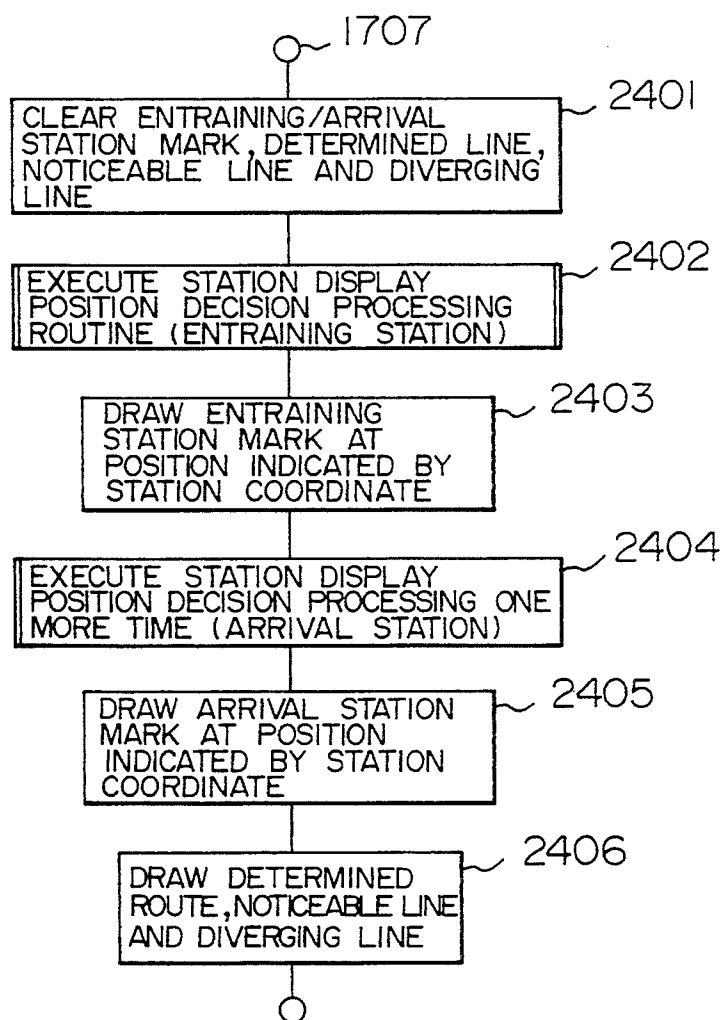 1707
CLEAR ENTRAINING/ARRIVAL
STATION MARK, DETERMINED LINE,
NOTICEABLE LINE AND DIVERGING
LINE
2401
EXECUTE STATION DISPLAY
POSITION DECISION PROCESSING
ROUTINE (ENTRAINING STATION)
2402
DRAW ENTRAINING
STATION MARK AT
POSITION INDICATED BY
STATION COORDINATE
2403
EXECUTE STATION DISPLAY
POSITION DECISION PROCESSING ONE
MORE TIME (ARRIVAL STATION)
2404
DRAW ARRIVAL STATION
MARK AT POSITION
INDICATED BY STATION
COORDINATE
2405
DRAW DETERMINED
ROUTE, NOTICEABLE LINE
AND DIVERGING LINE
2406